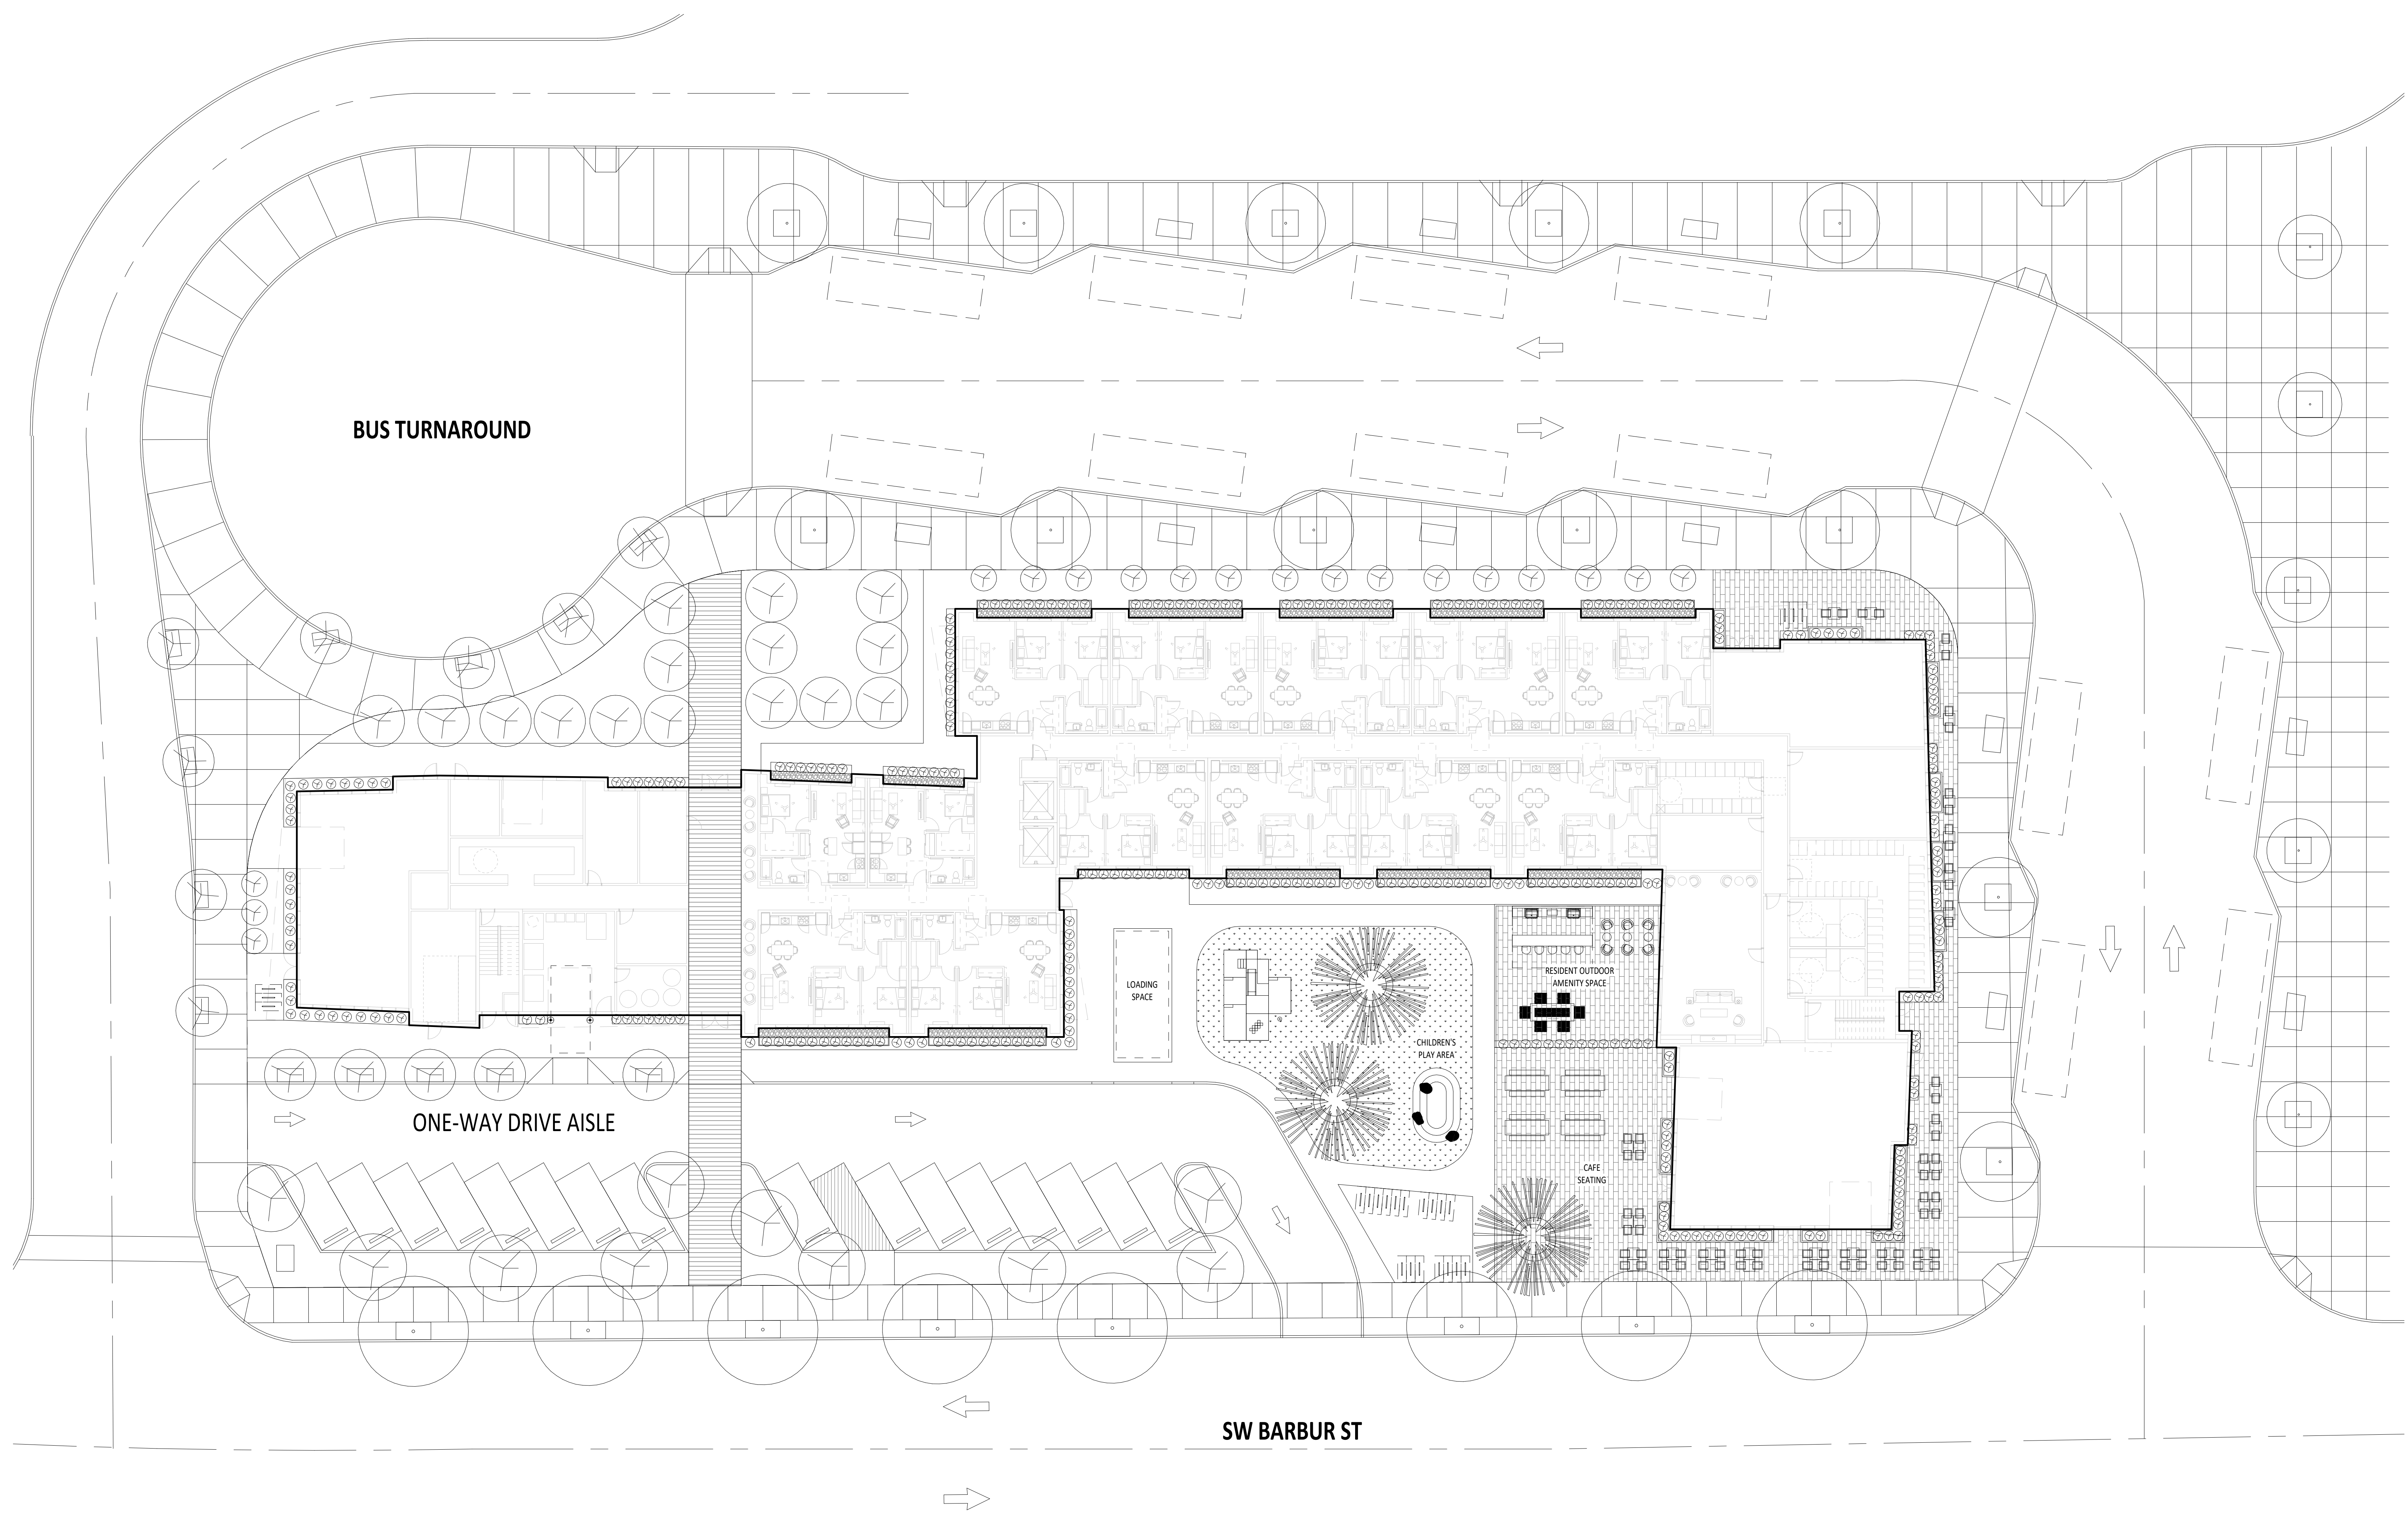 BUS TURNAROUND
RESIDENT OUTDOOR
AMENITY SPACE
LOADING
SPACE
CHILDREN'S
PLAY AREA
ONE-WAY DRIVE AISLE
CAFE
SEATING
SW BARBUR ST